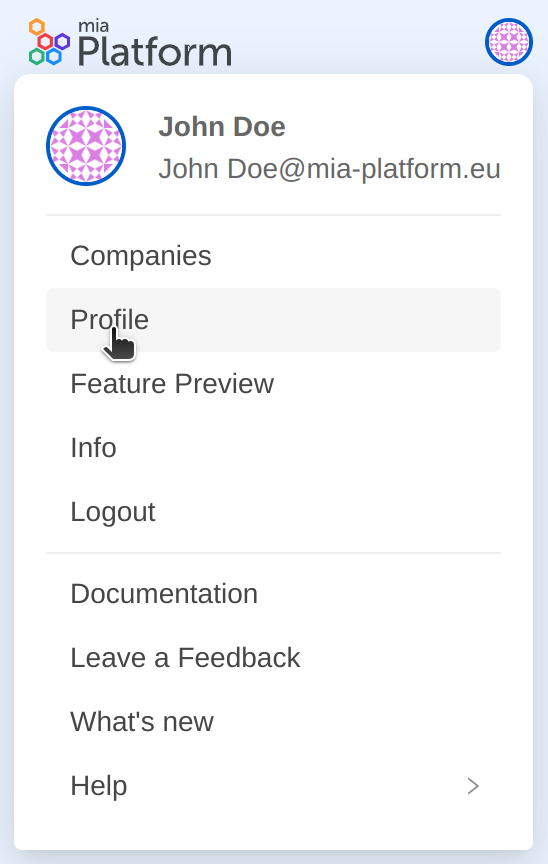 mia
Platform
John Doe
John Doe@mia-platform.eu
Companies
Profile
Feature Preview
Info
Logout
Documentation
Leave a Feedback
What's new
Help